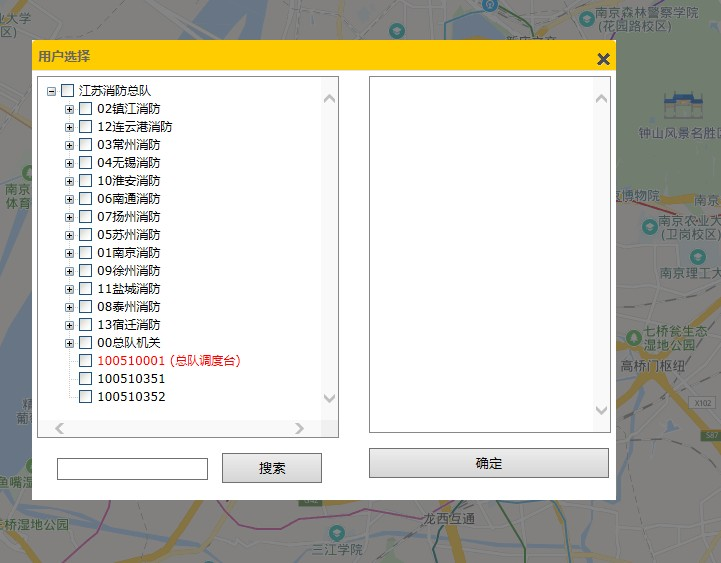 南京森林警察学院
(花园路校区)
用户选择
江苏消防总队
02镇江消防
12连云港消防
03常州消防
04无锡消防
10淮安消防
06南通消防
07扬州消防
05苏州消防
01南京消防
09徐州消防
11盐城消防
08泰州消防
13宿迁消防
00总队机关
100510001 (总队调度台)
100510351
100510352
搜索
确定
钟山风景名胜区
博物院
南京
南京农业大
(卫岗校区)
南京理工大
七桥瓮生态
湿地公园
高桥门枢纽
X102
S87
南京
体育
鱼嘴湿
桥湿地公园
龙西互通
三江学院